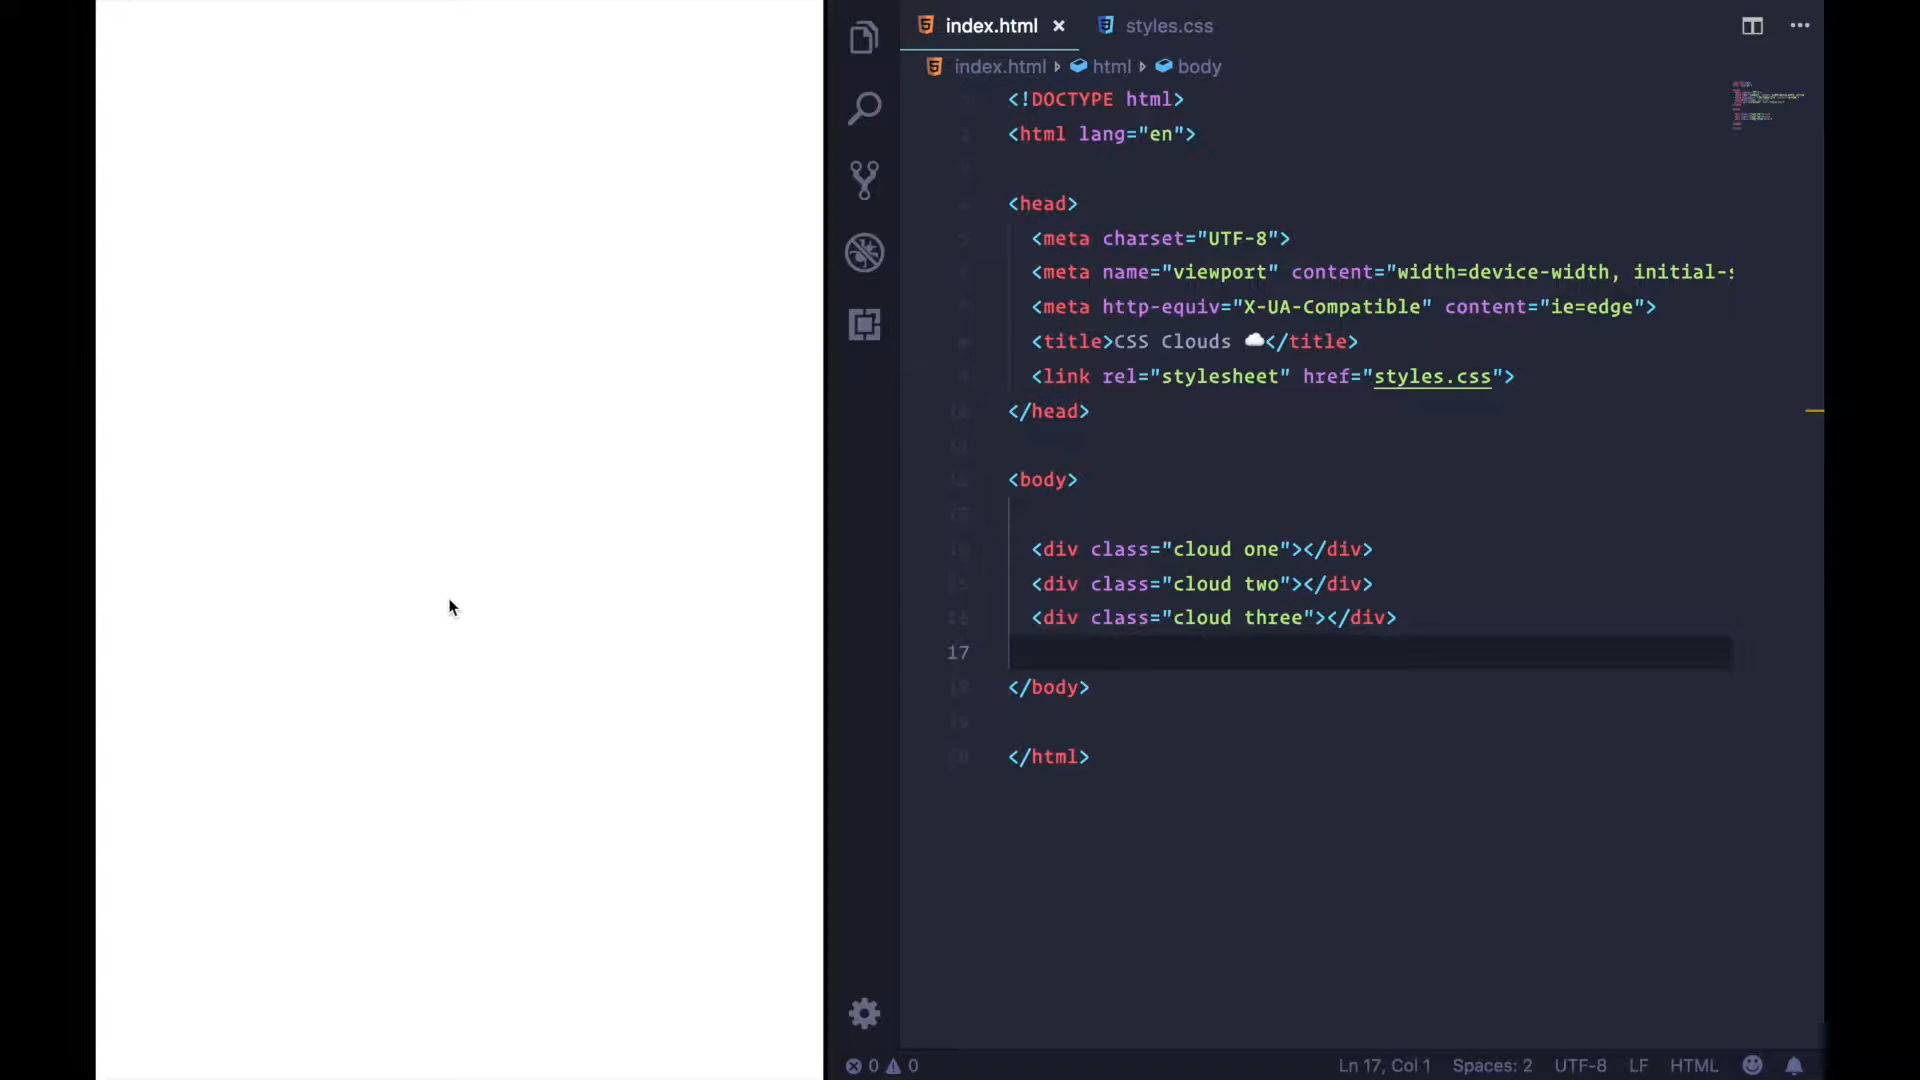 index.html × styles.css
index.html html body
<!DOCTYPE html>
<html lang="en">
<head>
<meta charset="UTF-8">
<meta name="viewport" content="width=device-width, initial-
<meta http-equiv="X-UA-Compatible" content="ie=edge">
<title>CSS Clouds ☁️</title>
<link rel="stylesheet" href="styles.css">
</head>
<body>
<div class="cloud one"></div>
<div class="cloud two"></div>
<div class="cloud three"></div>
17
</body>
</html>
0 0 Ln 17, Col 1 Spaces: 2 UTF-8 LF HTML